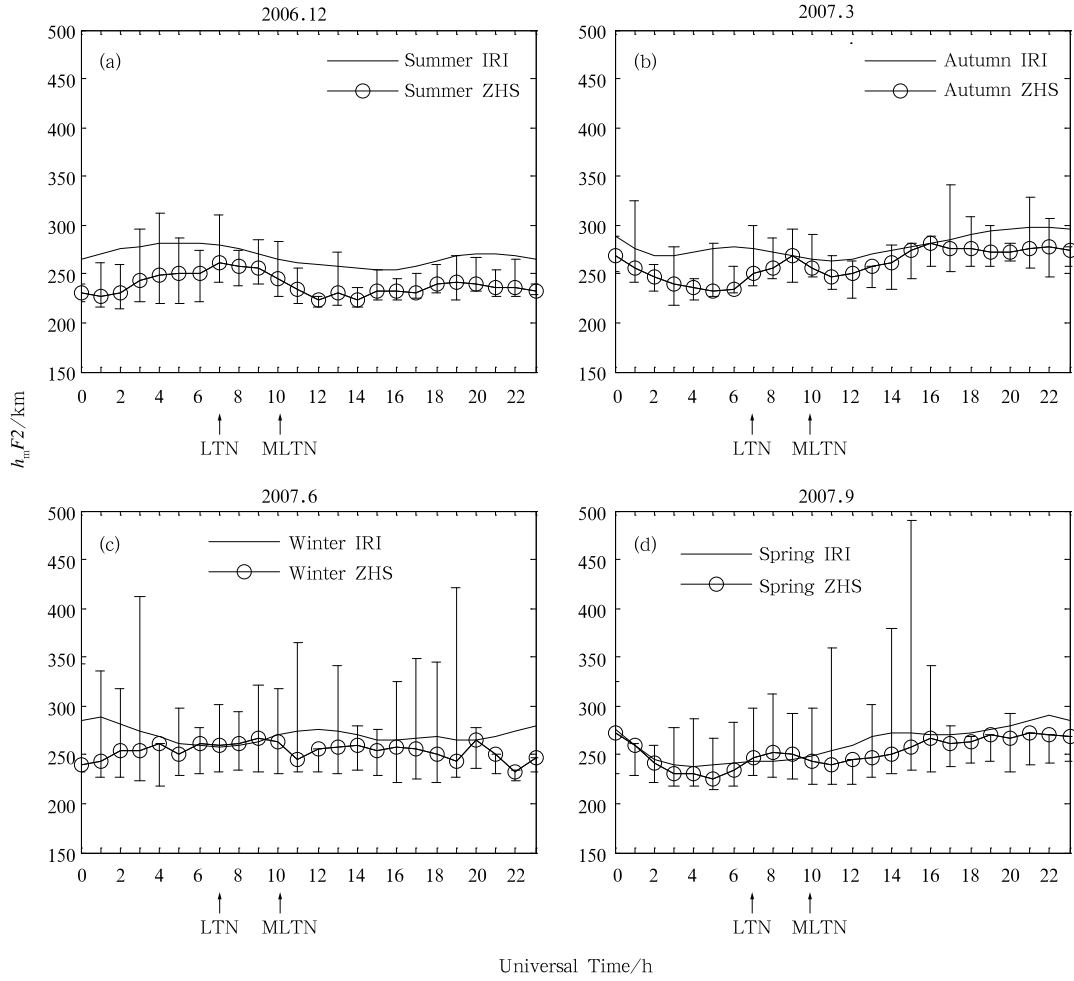 2006.12
500
450
400
350
300
250
200
150
(a)
Summer IRI
Summer ZHS
0 2 4 6 8 10 12 14 16 18 20 22
LTN MLTN
2007.3
500
450
400
350
300
250
200
150
(b)
Autumn IRI
Autumn ZHS
0 2 4 6 8 10 12 14 16 18 20 22
LTN MLTN
hmF2/km
2007.6
500
450
400
350
300
250
200
150
(c)
Winter IRI
Winter ZHS
0 2 4 6 8 10 12 14 16 18 20 22
LTN MLTN
2007.9
500
450
400
350
300
250
200
150
(d)
Spring IRI
Spring ZHS
0 2 4 6 8 10 12 14 16 18 20 22
LTN MLTN
Universal Time/h